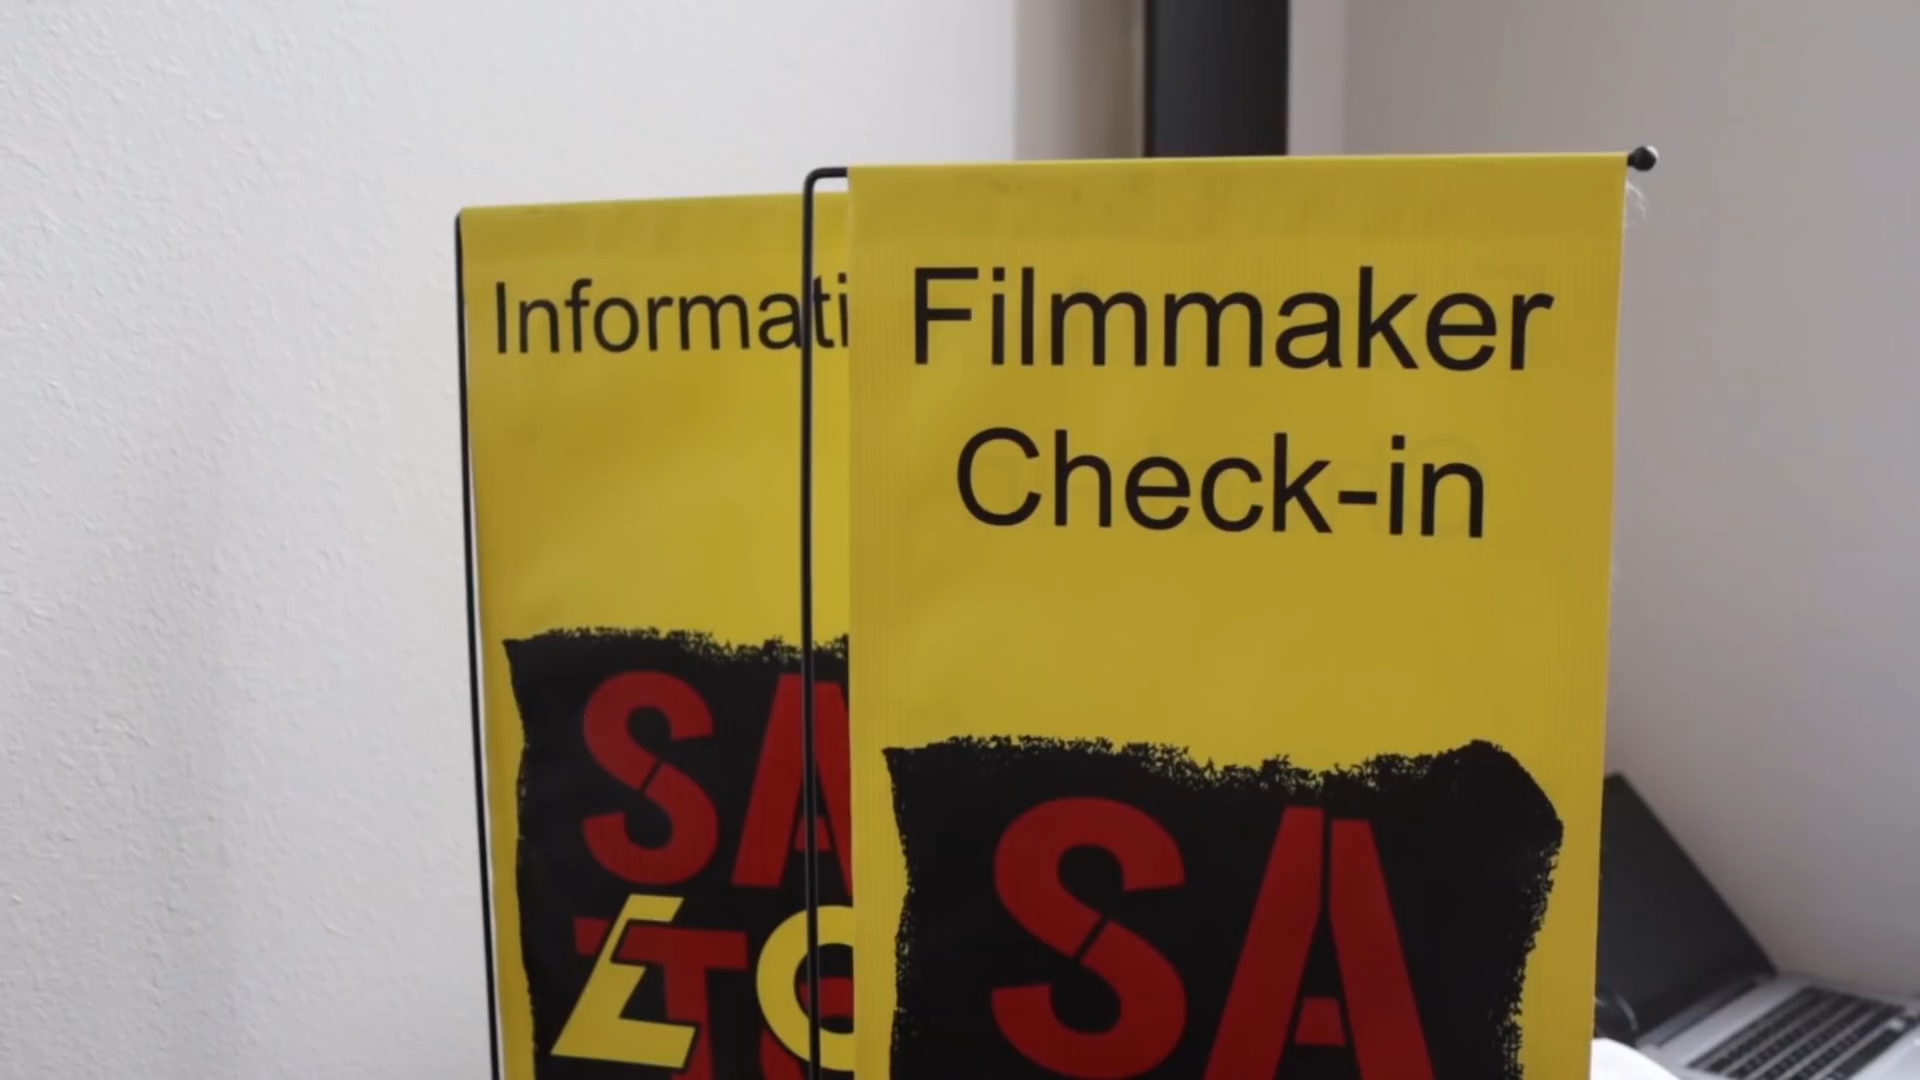 Informati
Filmmaker
Check-in
SA
SA